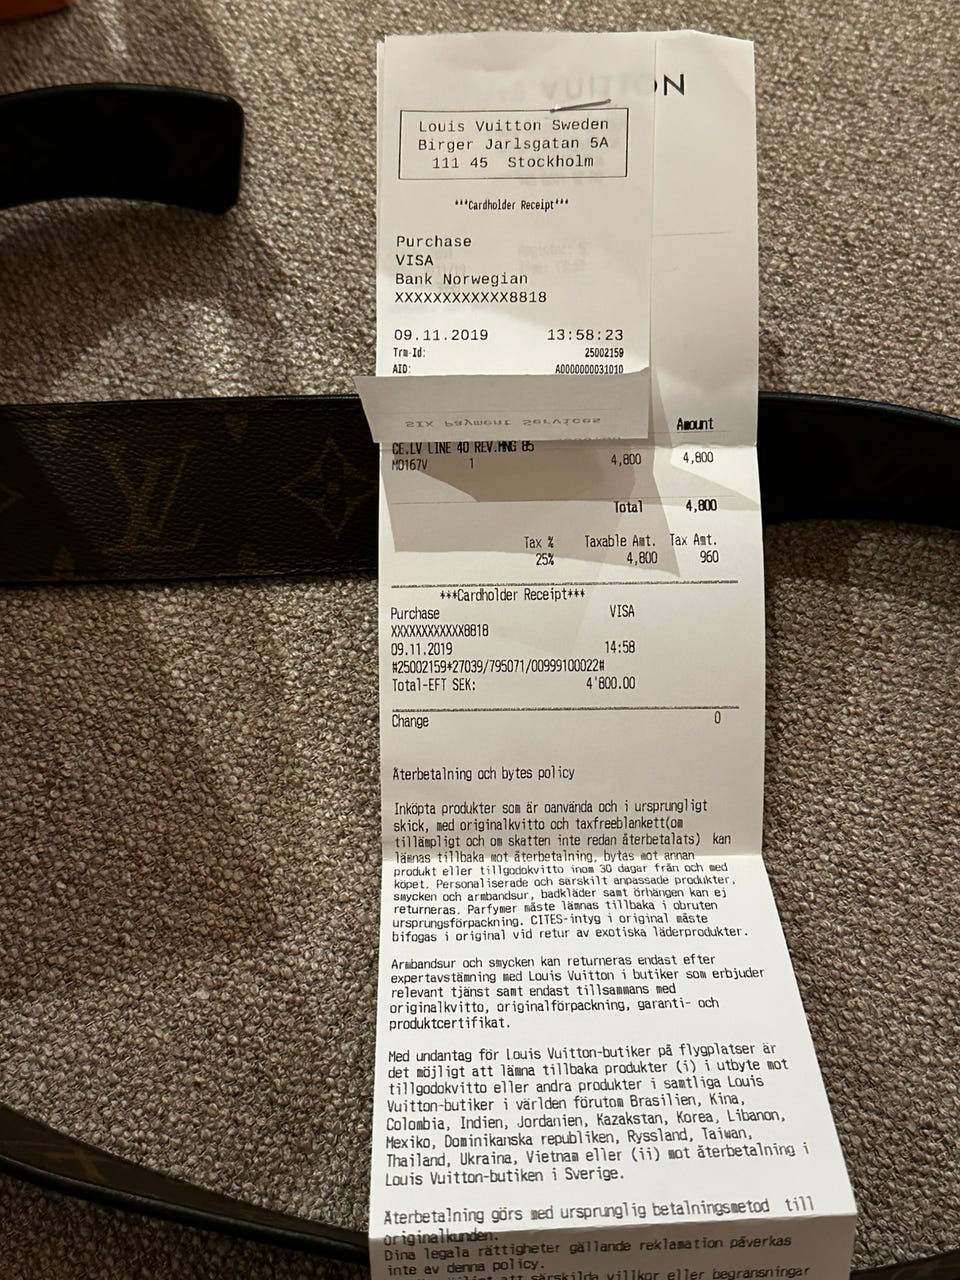 VUITTON
Louis Vuitton Sweden
Birger Jarlsgatan 5A
111 45 Stockholm
***Cardholder Receipt***
Purchase
VISA
Bank Norwegian
XXXXXXXXXXXX8818
09.11.2019 13:58:23
Trm-Id: 25002159
AID: A0000000031010
SIX Payment Services
Amount
CE.LV LINE 40 REV.MNG 85
M0167V 1 4,800 4,800
Total 4,800
Tax % Taxable Amt. Tax Amt.
25% 4,800 960
***Cardholder Receipt***
Purchase VISA
XXXXXXXXXXXX8818
09.11.2019 14:58
#25002159*27039/795071/00999100022#
Total-EFT SEK: 4'800.00
Change 0
Återbetalning och bytes policy
Inköpta produkter som är oanvända och i ursprungligt
skick, med originalkvitto och taxfreeblankett(om
tillämpligt och om skatten inte redan återbetalats) kan
lämnas tillbaka mot återbetalning, bytas mot annan
produkt eller tillgodokvitto inom 30 dagar från och med
köpet. Personaliserade och särskilt anpassade produkter,
smycken och armbandsur, badkläder samt örhängen kan ej
returneras. Parfymer måste lämnas tillbaka i obruten
ursprungsförpackning. CITES-intyg i original måste
bifogas i original vid retur av exotiska läderprodukter.
Armbandsur och smycken kan returneras endast efter
expertavstämning med Louis Vuitton i butiker som erbjuder
relevant tjänst samt endast tillsammans med
originalkvitto, originalförpackning, garanti- och
produktcertifikat.
Med undantag för Louis Vuitton-butiker på flygplatser är
det möjligt att lämna tillbaka produkter (i) i utbyte mot
tillgodokvitto eller andra produkter i samtliga Louis
Vuitton-butiker i världen förutom Brasilien, Kina,
Colombia, Indien, Jordanien, Kazakstan, Korea, Libanon,
Mexiko, Dominikanska republiken, Ryssland, Taiwan,
Thailand, Ukraina, Vietnam eller (ii) mot återbetalning i
Louis Vuitton-butiken i Sverige.
Återbetalning görs med ursprunglig betalningsmetod till
originalkunden.
Dina legala rättigheter gällande reklamation påverkas
inte av denna policy.
att särskilda villkor eller begränsningar
LV